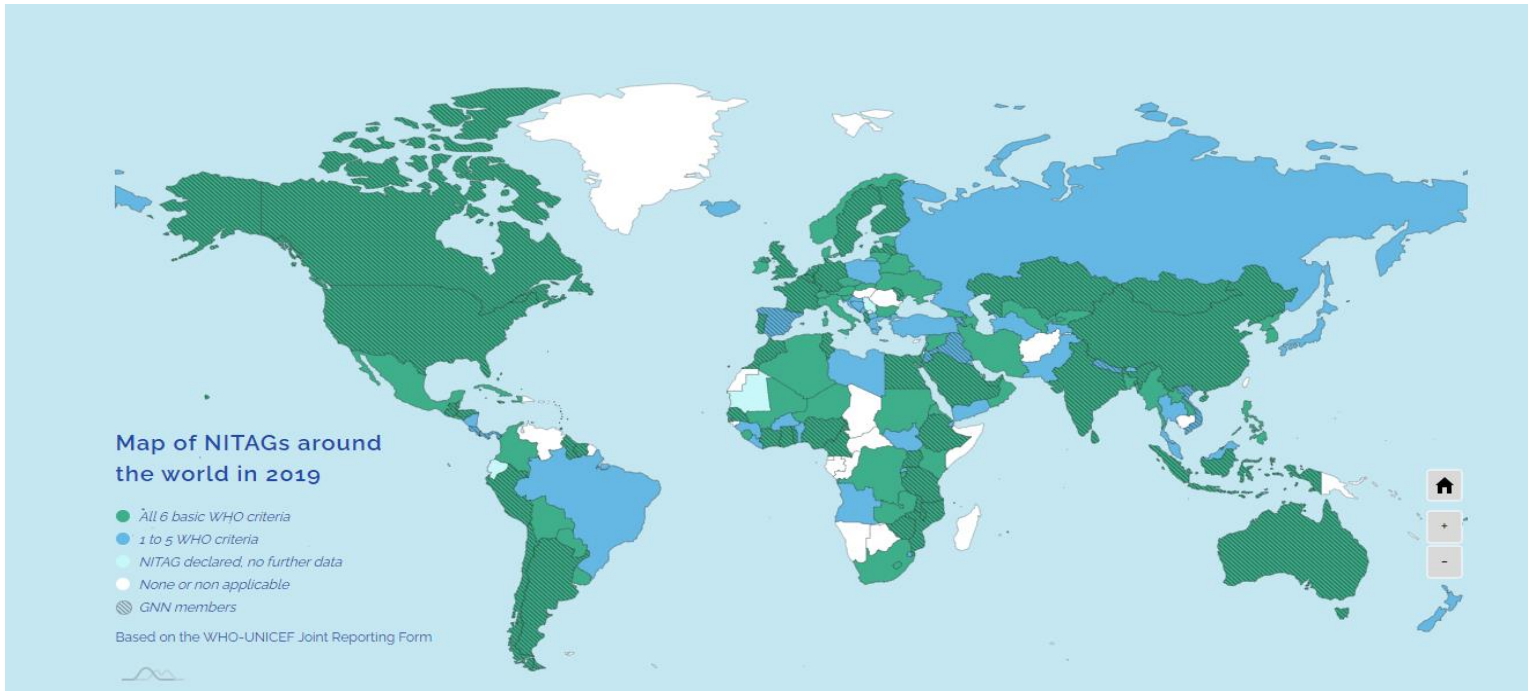 Map of NITAGs around
the world in 2019
All 6 basic WHO criteria
1 to 5 WHO criteria
NITAG declared, no further data
None or non applicable
GNN members
Based on the WHO-UNICEF Joint Reporting Form
+
-